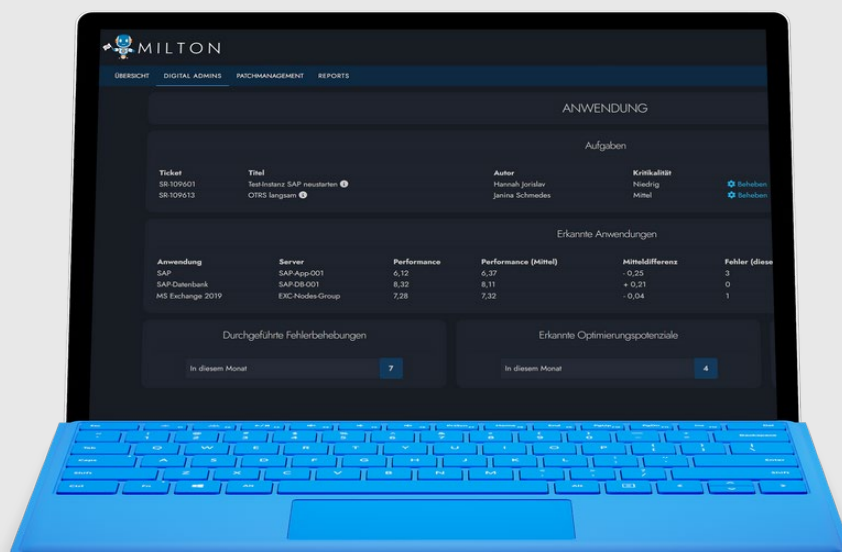 MILTON
ÜBERSICHT DIGITAL ADMINS PATCHMANAGEMENT REPORTS
ANWENDUNG
Aufgaben
Ticket Titel Autor Kritikalität
SR-109601 Test-Instanz SAP neustarten Hannah Jorislav Niedrig Beheben
SR-109613 OTRS langsam Janina Schmedes Mittel Beheben
Erkannte Anwendungen
Anwendung Server Performance Performance (Mittel) Mitteldifferenz Fehler (diese
SAP SAP-App-001 6,12 6,37 - 0,25 3
SAP-Datenbank SAP-DB-001 8,32 8,11 + 0,21 0
MS Exchange 2019 EXC-Nodes-Group 7,28 7,32 - 0,04 1
Durchgeführte Fehlerbehebungen Erkannte Optimierungspotenziale
In diesem Monat 7 In diesem Monat 4
Q W E R T Y U I O P
A S D F G H J K L
Z X C V B N M